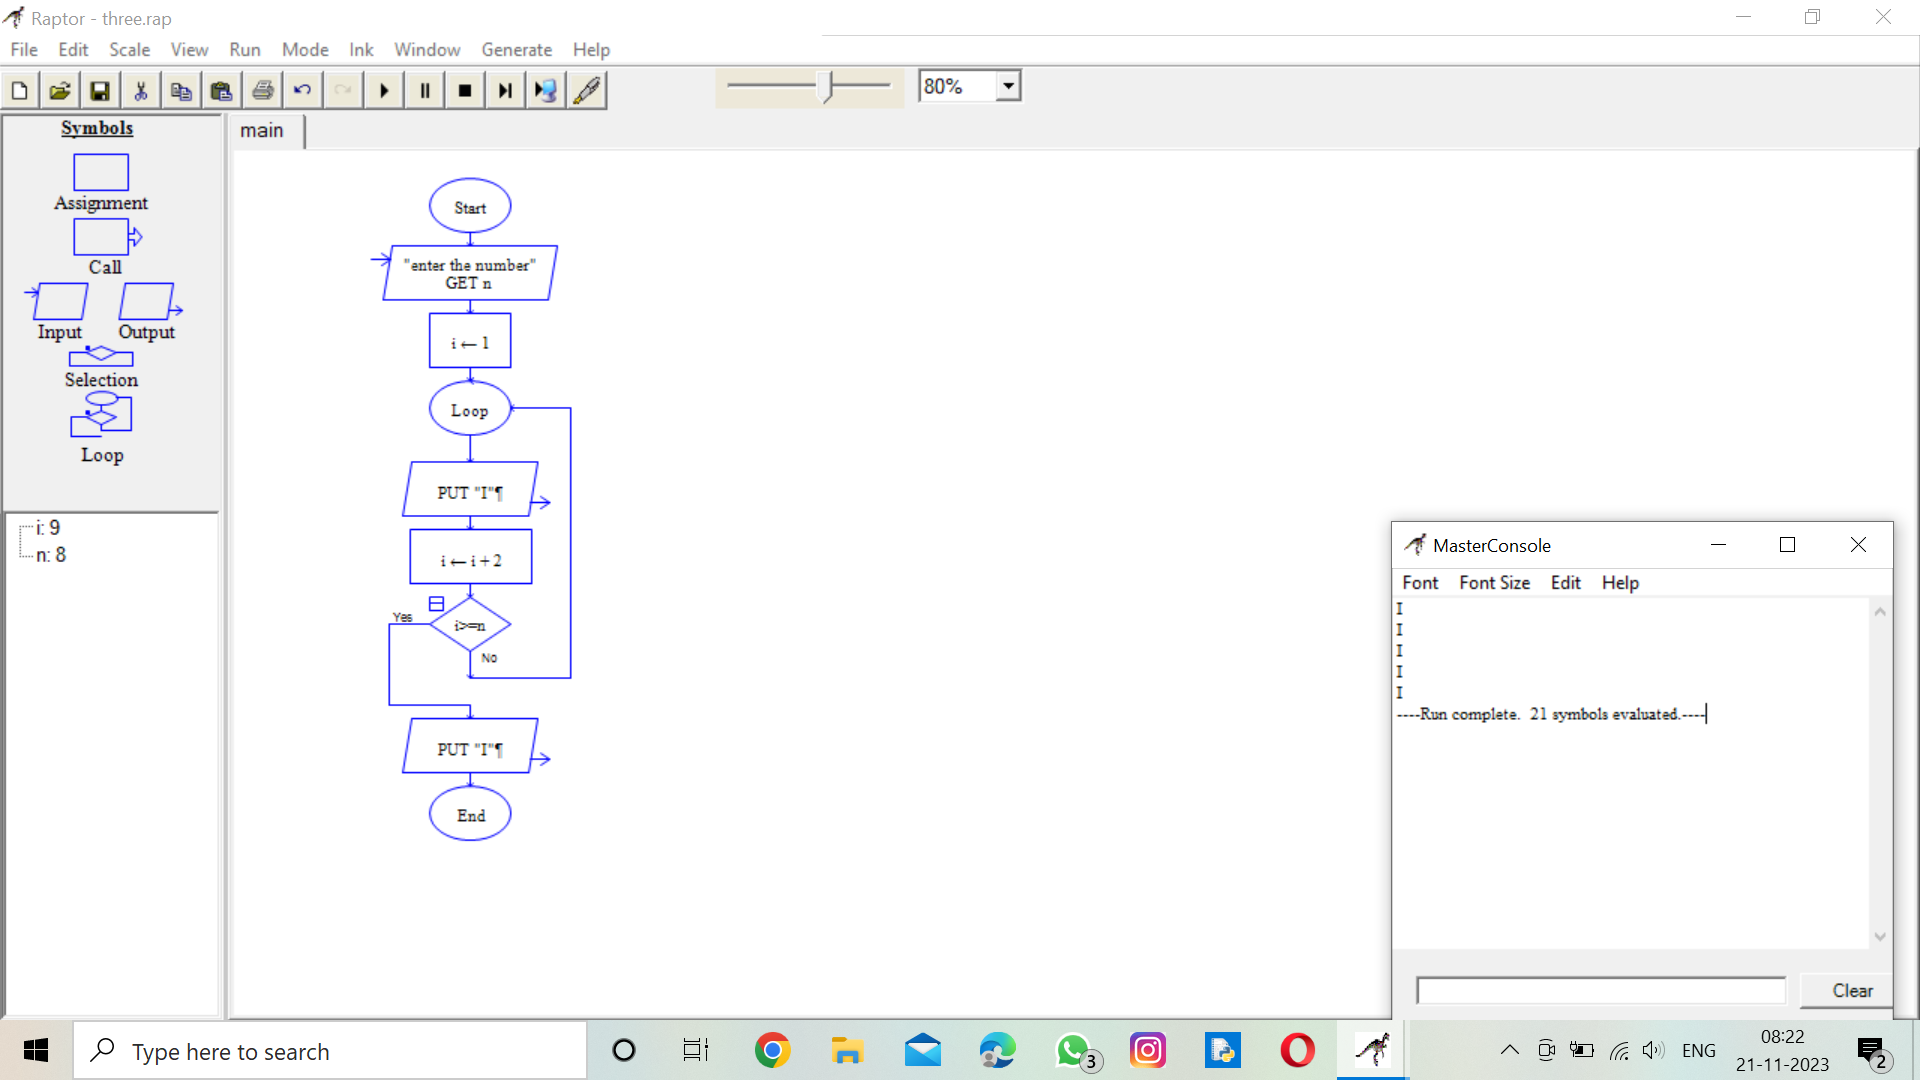 Raptor - three.rap
File Edit Scale View Run Mode Ink Window Generate Help
80%
Symbols
Assignment
Call
Input Output
Selection
Loop
i: 9
n: 8
main
Start
"enter the number"
GET n
i ← 1
Loop
PUT "I"¶
i ← i + 2
Yes
i>=n
No
PUT "I"¶
End
MasterConsole
Font Font Size Edit Help
I
I
I
I
I
----Run complete.  21 symbols evaluated.----
Clear
Type here to search
3
ENG
08:22
21-11-2023
2